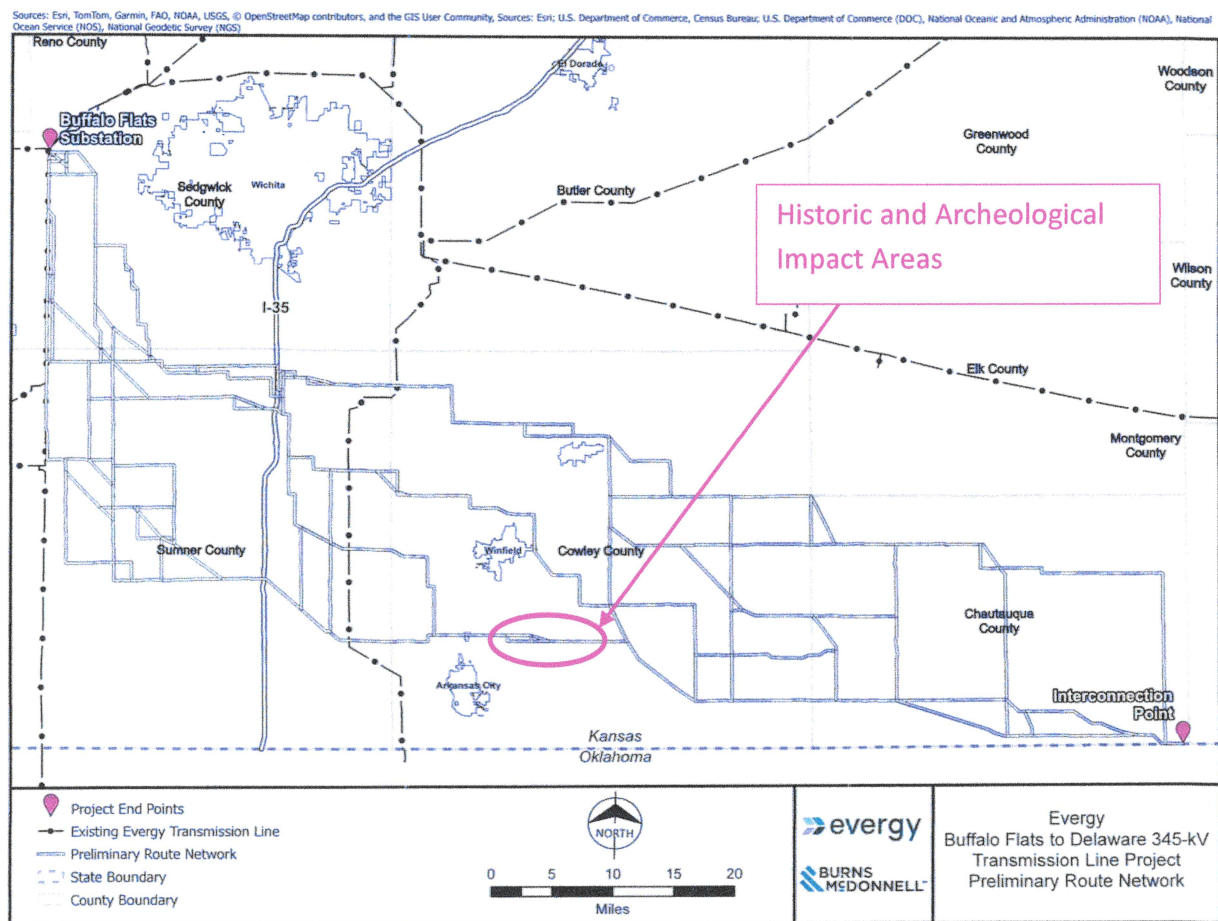 Sources: Esri, TomTom, Garmin, FAO, NOAA, USGS, © OpenStreetMap contributors, and the GIS User Community, Sources: Esri; U.S. Department of Commerce, Census Bureau; U.S. Department of Commerce (DOC), National Oceanic and Atmospheric Administration (NOAA), National
Ocean Service (NOS), National Geodetic Survey (NGS)
Reno County
El Dorado
Woodson
County
Buffalo Flats
Substation
Greenwood
County
Sedgwick
County
Wichita
Butler County
Historic and Archeological
Impact Areas
Wilson
County
I-35
Elk County
Montgomery
County
Sumner County
Winfield
Cowley County
Chautauqua
County
Arkansas City
Interconnection
Point
Kansas
Oklahoma
Project End Points
Existing Evergy Transmission Line
Preliminary Route Network
State Boundary
County Boundary
NORTH
0 5 10 15 20
Miles
evergy
BURNS
McDONNELL
Evergy
Buffalo Flats to Delaware 345-kV
Transmission Line Project
Preliminary Route Network